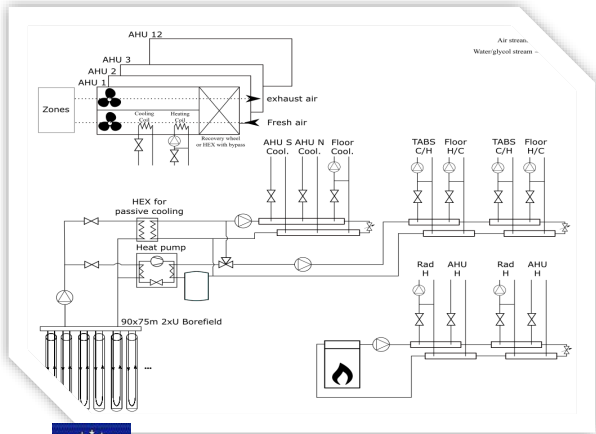 AHU 12
Air strean.
Water/glycol stream –
AHU 3
AHU 2
AHU 1
exhaust air
Zones
Cooling
Coil
Heating
Coil
Fresh air
Recovery wheel
or HEX with bypass
AHU S AHU N Floor
Cool. Cool. Cool.
TABS Floor
C/H H/C
TABS Floor
C/H H/C
HEX for
passive cooling
Heat pump
Rad AHU
H H
Rad AHU
H H
90x75m 2xU Borefield
...